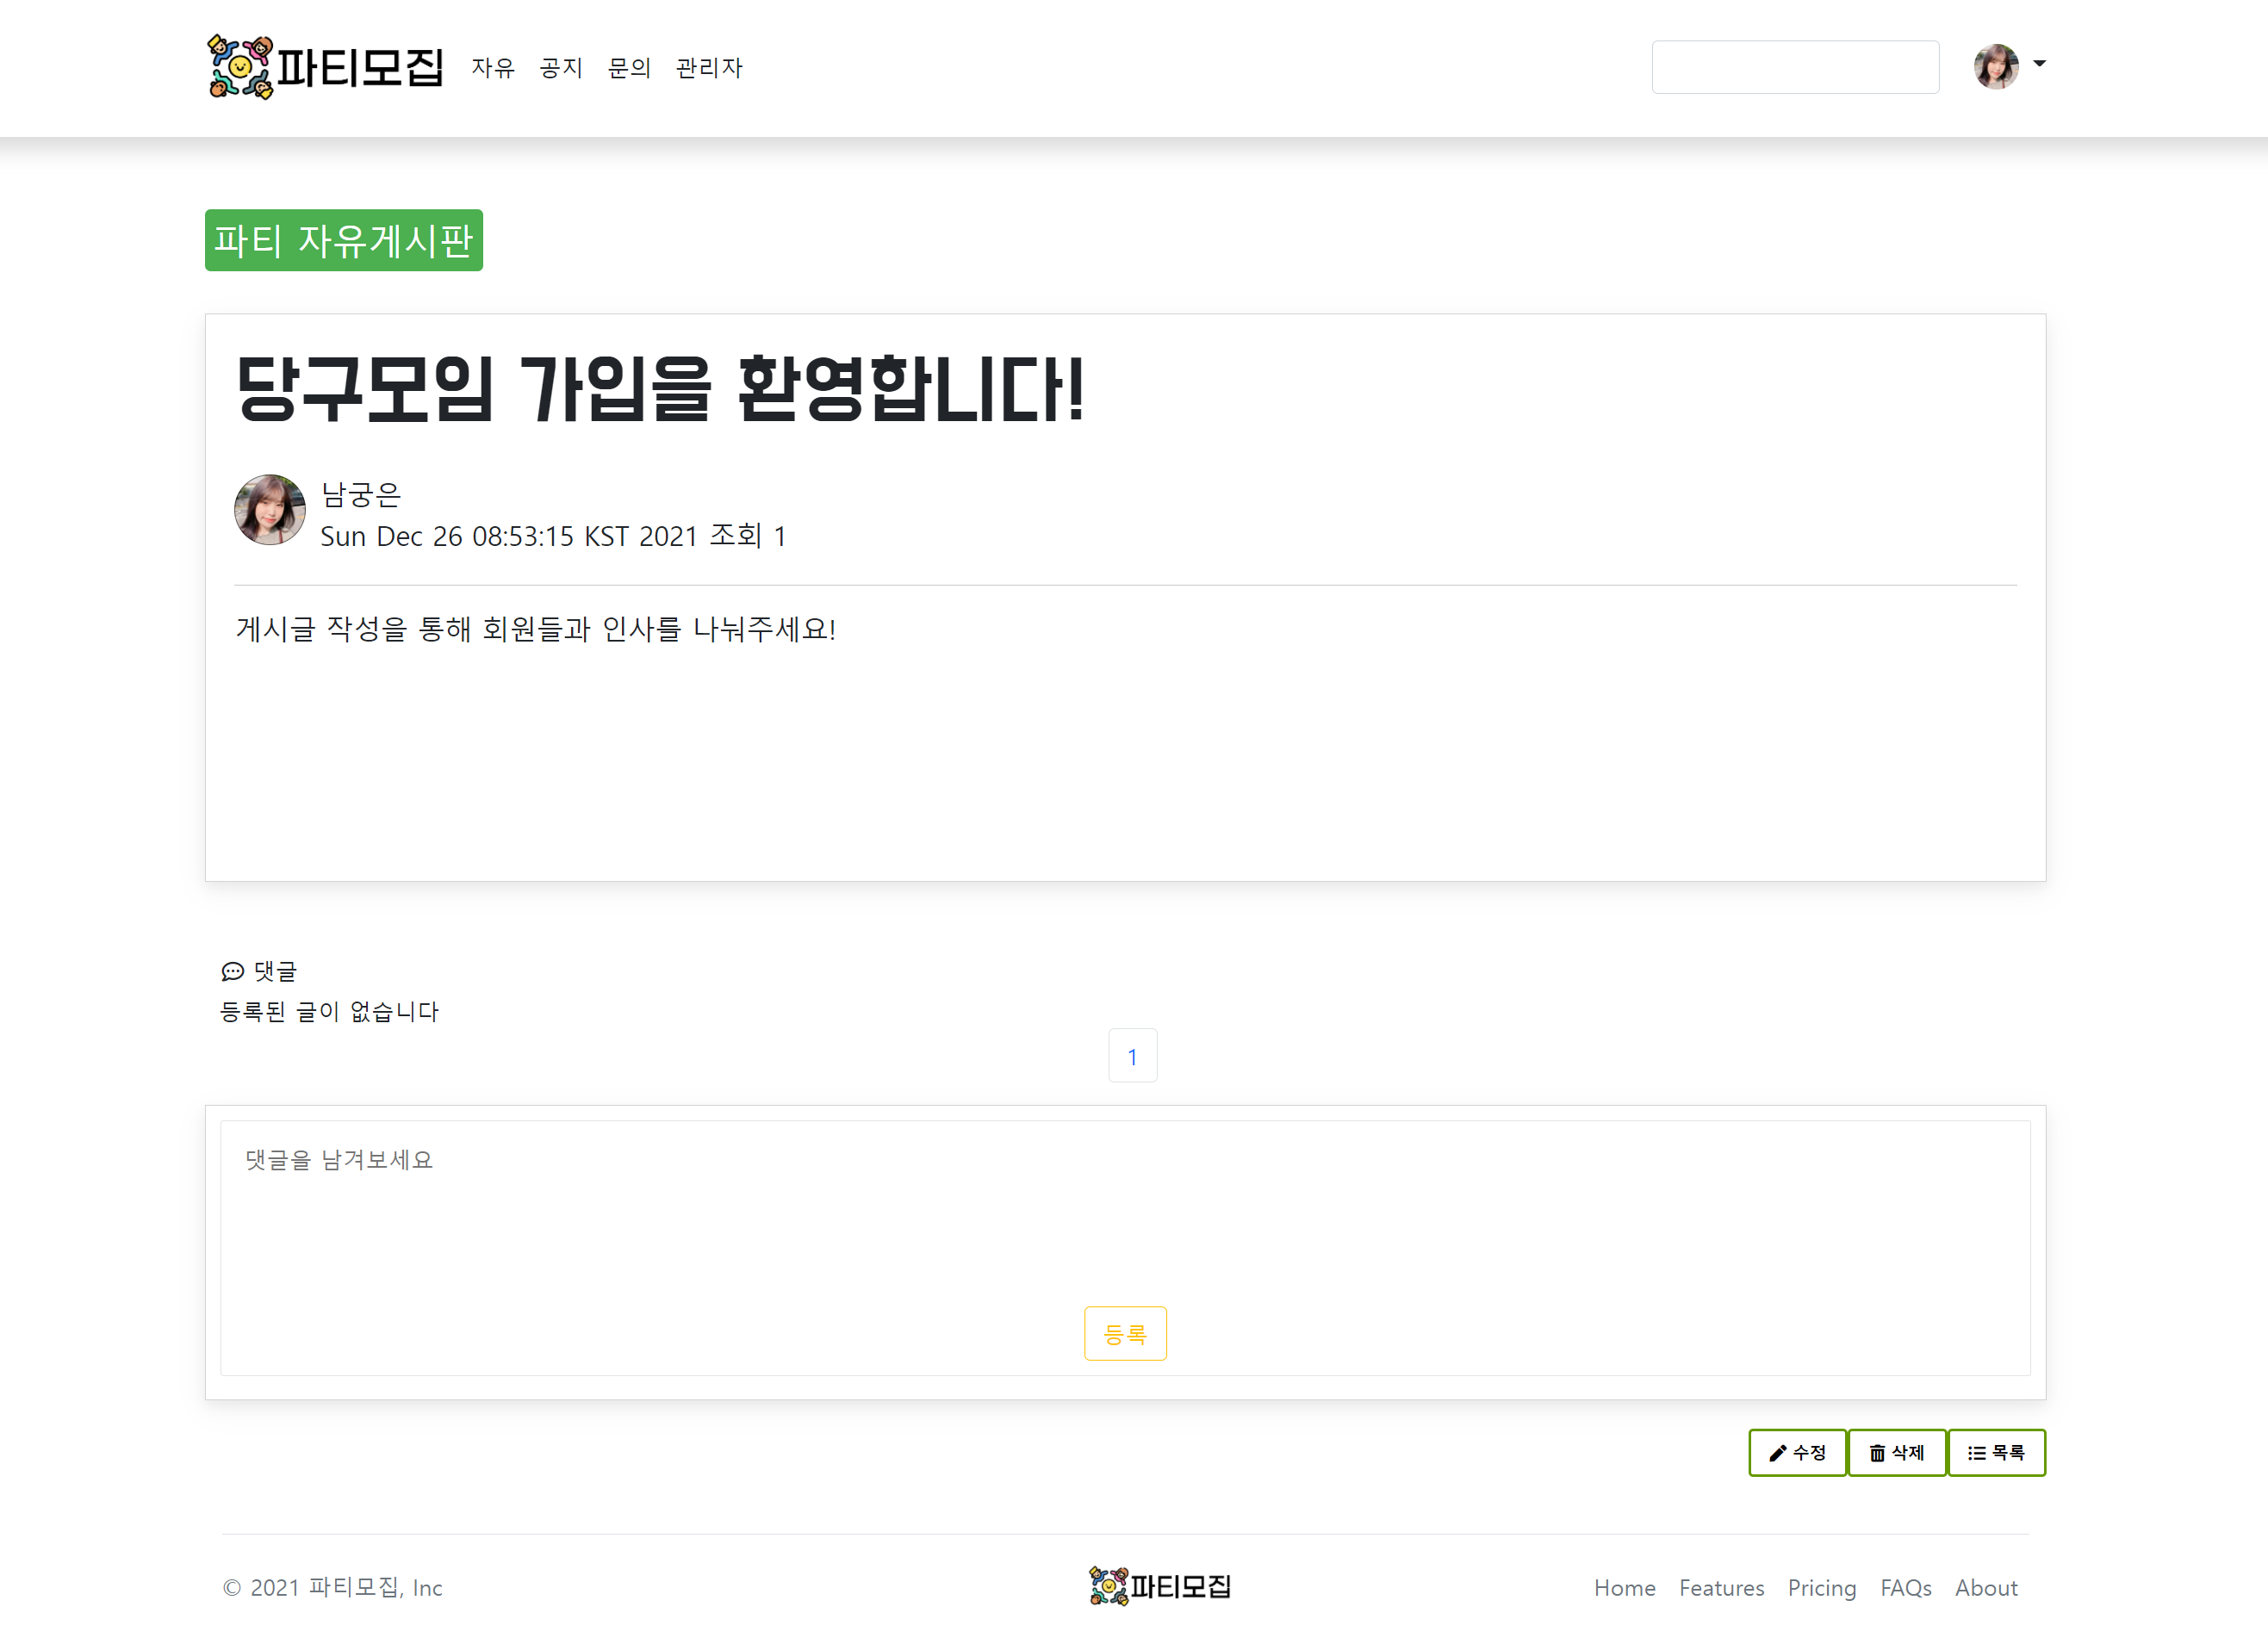 파티모집 자유 공지 문의 관리자
파티 자유게시판
당구모임 가입을 환영합니다!
남궁은
Sun Dec 26 08:53:15 KST 2021 조회 1
게시글 작성을 통해 회원들과 인사를 나눠주세요!
댓글
등록된 글이 없습니다
1
댓글을 남겨보세요
등록
수정 삭제 목록
© 2021 파티모집, Inc 파티모집 Home Features Pricing FAQs About